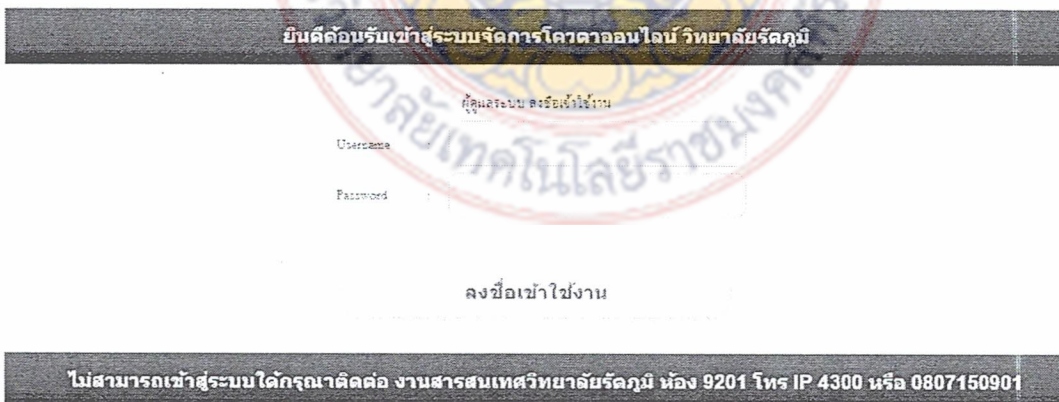 ยินดีต้อนรับเข้าสู่ระบบจัดการโควตาออนไลน์ วิทยาลัยรัตภูมิ
ผู้ดูแลระบบ ลงชื่อเข้าใช้งาน
Username :
Password :
ลงชื่อเข้าใช้งาน
ไม่สามารถเข้าสู่ระบบได้กรุณาติดต่อ งานสารสนเทศวิทยาลัยรัตภูมิ ห้อง 9201 โทร IP 4300 หรือ 0807150901